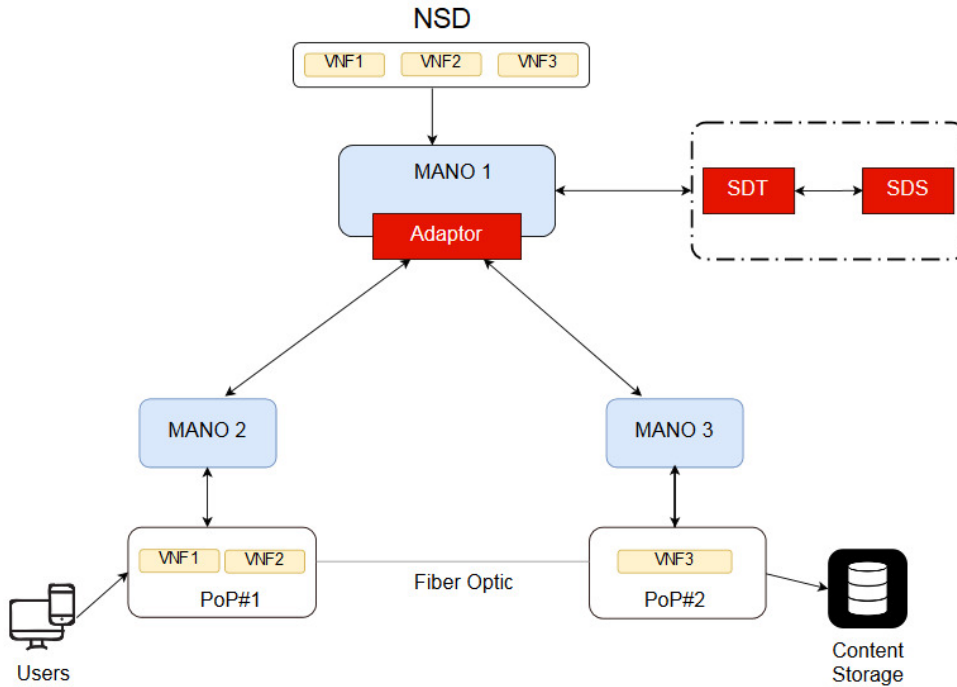 NSD
VNF1 VNF2 VNF3
MANO 1
SDT SDS
Adaptor
MANO 2 MANO 3
VNF1 VNF2 VNF3
Fiber Optic
PoP#1 PoP#2
Users
Content
Storage